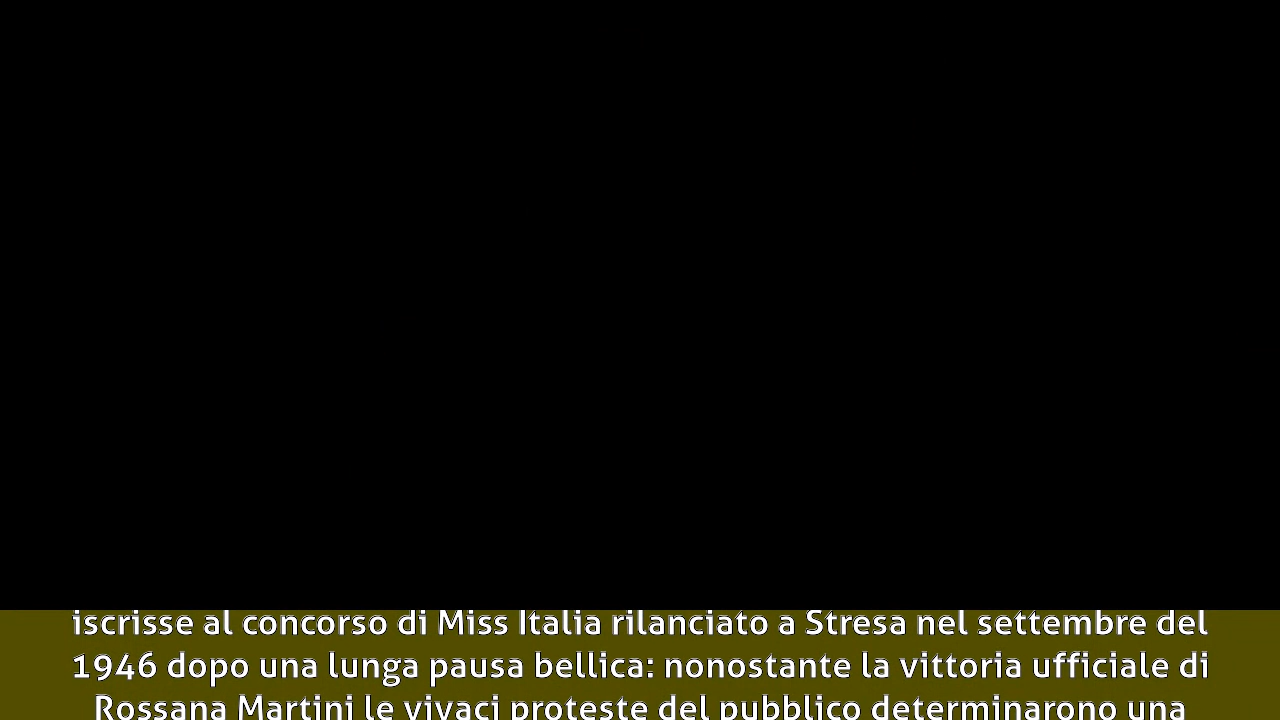 iscrisse al concorso di Miss Italia rilanciato a Stresa nel settembre del
1946 dopo una lunga pausa bellica: nonostante la vittoria ufficiale di
Rossana Martini le vivaci proteste del pubblico determinarono una